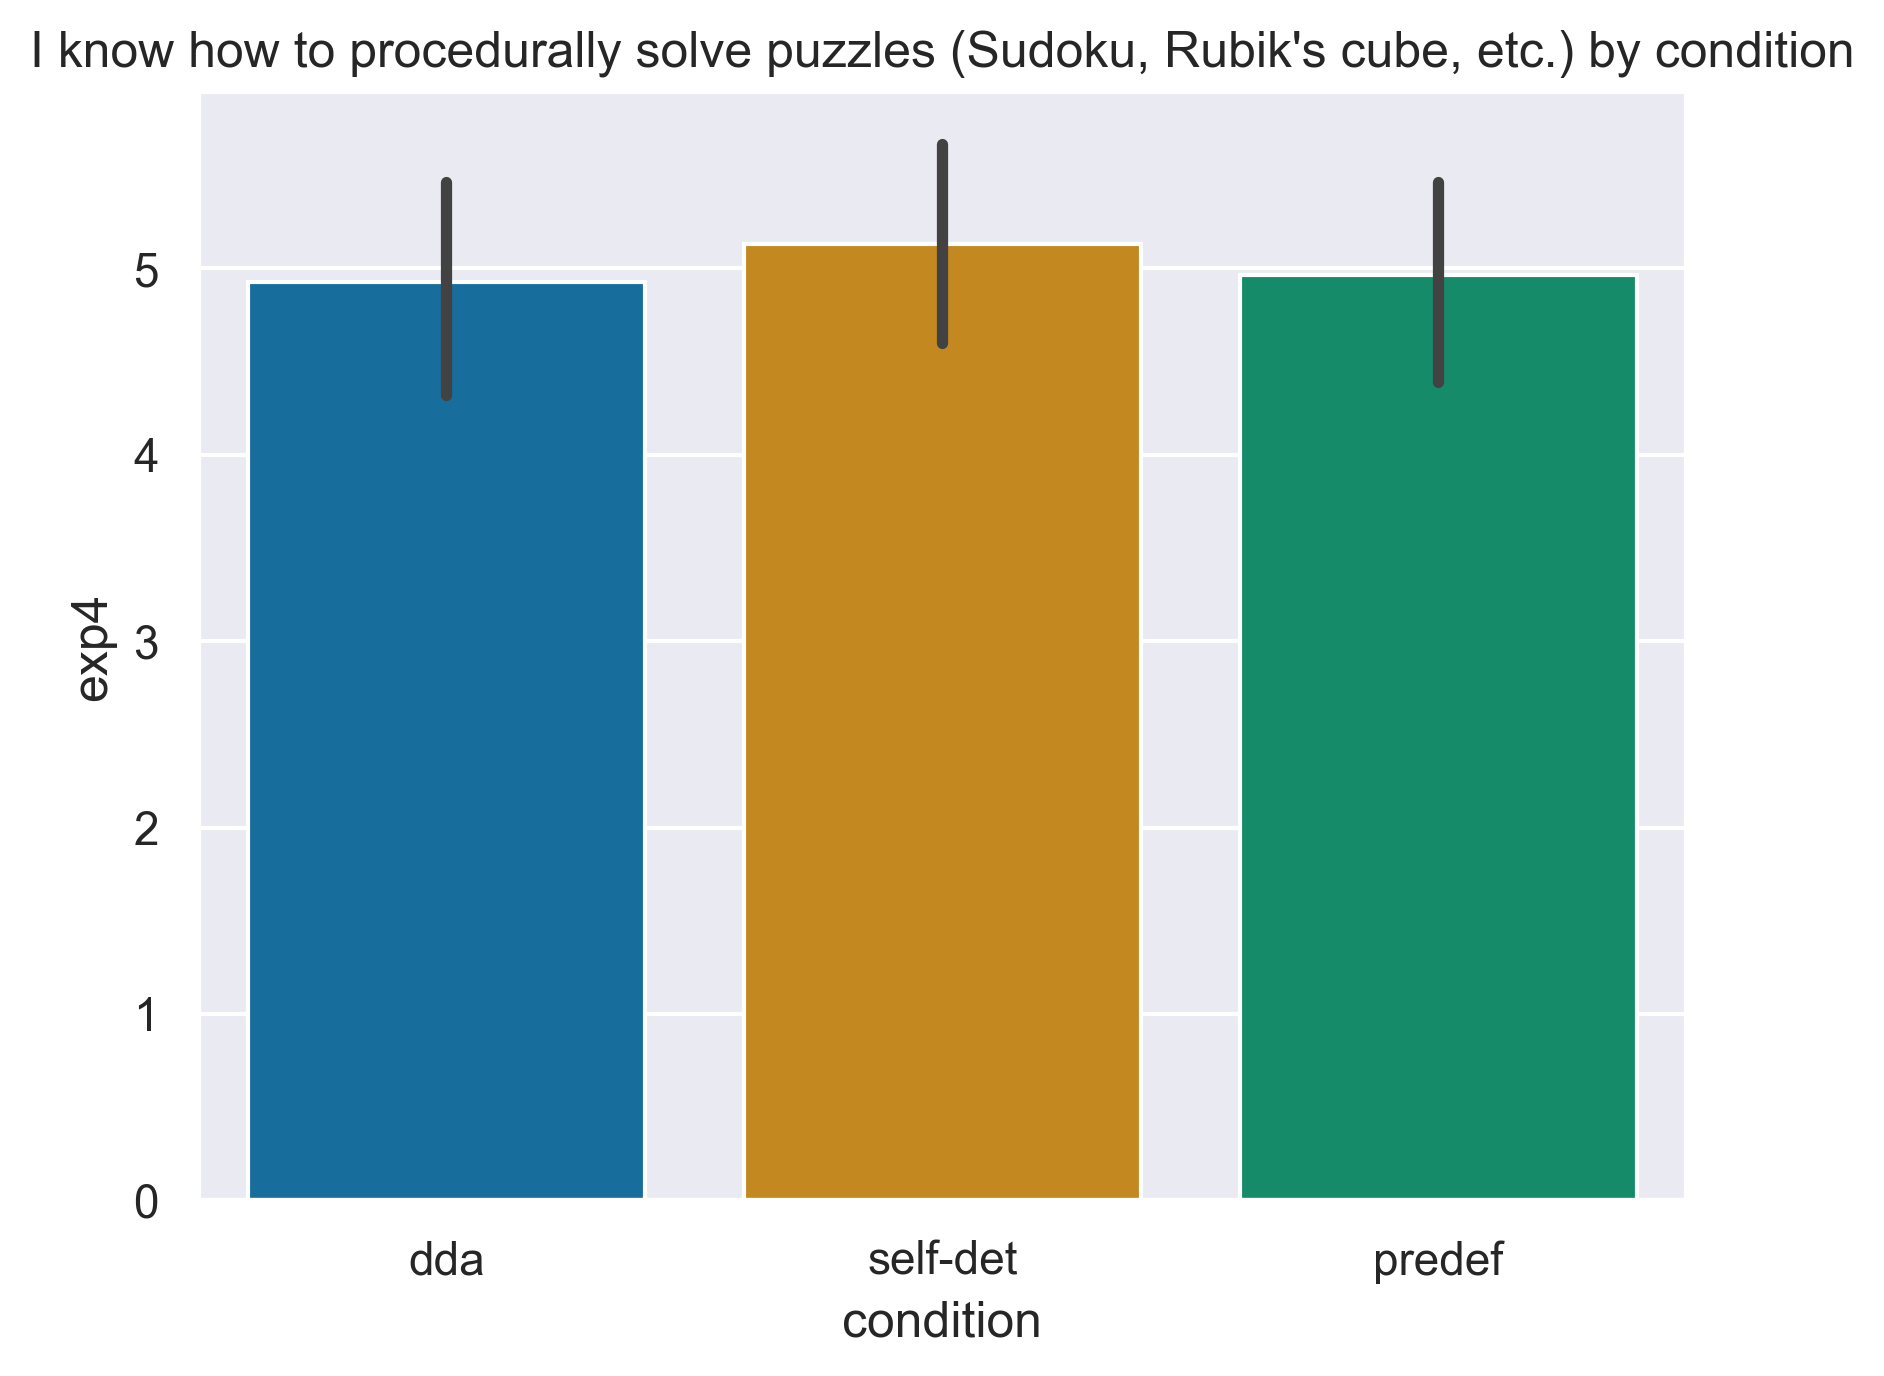 I know how to procedurally solve puzzles (Sudoku, Rubik's cube, etc.) by condition
exp4
5
4
3
2
1
0
dda self-det predef
condition